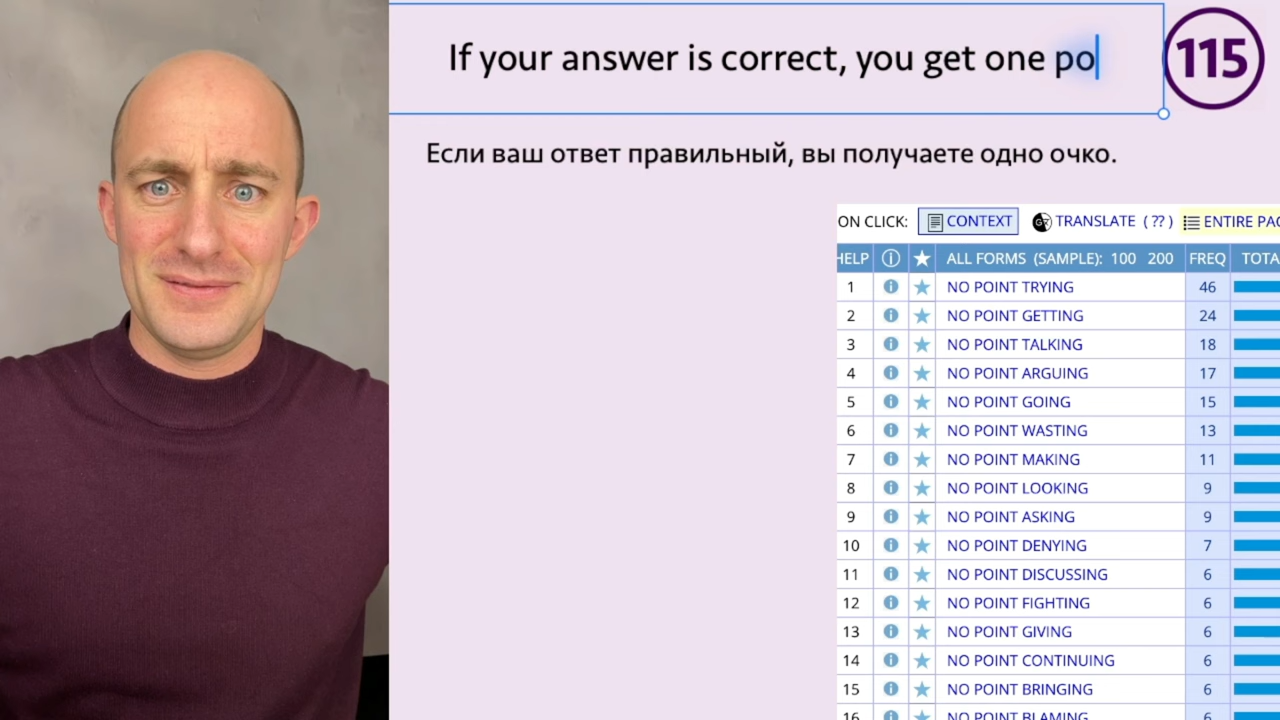 If your answer is correct, you get one po
115
Если ваш ответ правильный, вы получаете одно очко.
ON CLICK: CONTEXT TRANSLATE (??) ENTIRE PAG
HELP ALL FORMS (SAMPLE): 100 200 FREQ TOTA
1 NO POINT TRYING 46
2 NO POINT GETTING 24
3 NO POINT TALKING 18
4 NO POINT ARGUING 17
5 NO POINT GOING 15
6 NO POINT WASTING 13
7 NO POINT MAKING 11
8 NO POINT LOOKING 9
9 NO POINT ASKING 9
10 NO POINT DENYING 7
11 NO POINT DISCUSSING 6
12 NO POINT FIGHTING 6
13 NO POINT GIVING 6
14 NO POINT CONTINUING 6
15 NO POINT BRINGING 6
16 NO POINT BLAMING 6